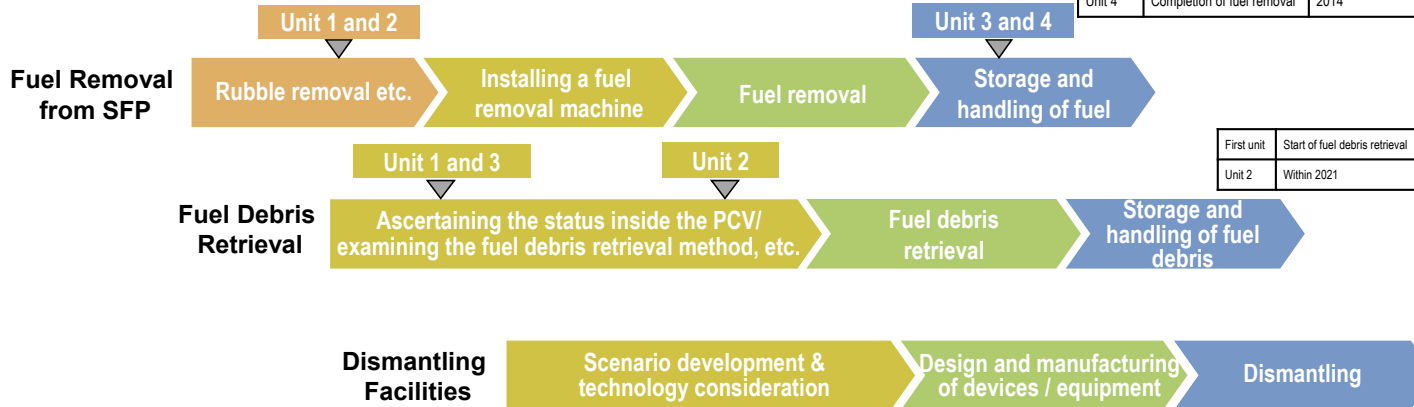 Unit 4 Completion of fuel removal 2014
Unit 1 and 2
Unit 3 and 4
Fuel Removal
from SFP
Rubble removal etc.
Installing a fuel
removal machine
Fuel removal
Storage and
handling of fuel
First unit Start of fuel debris retrieval
Unit 2 Within 2021
Unit 1 and 3
Unit 2
Fuel Debris
Retrieval
Ascertaining the status inside the PCV/
examining the fuel debris retrieval method, etc.
Fuel debris
retrieval
Storage and
handling of fuel
debris
Dismantling
Facilities
Scenario development &
technology consideration
Design and manufacturing
of devices / equipment
Dismantling